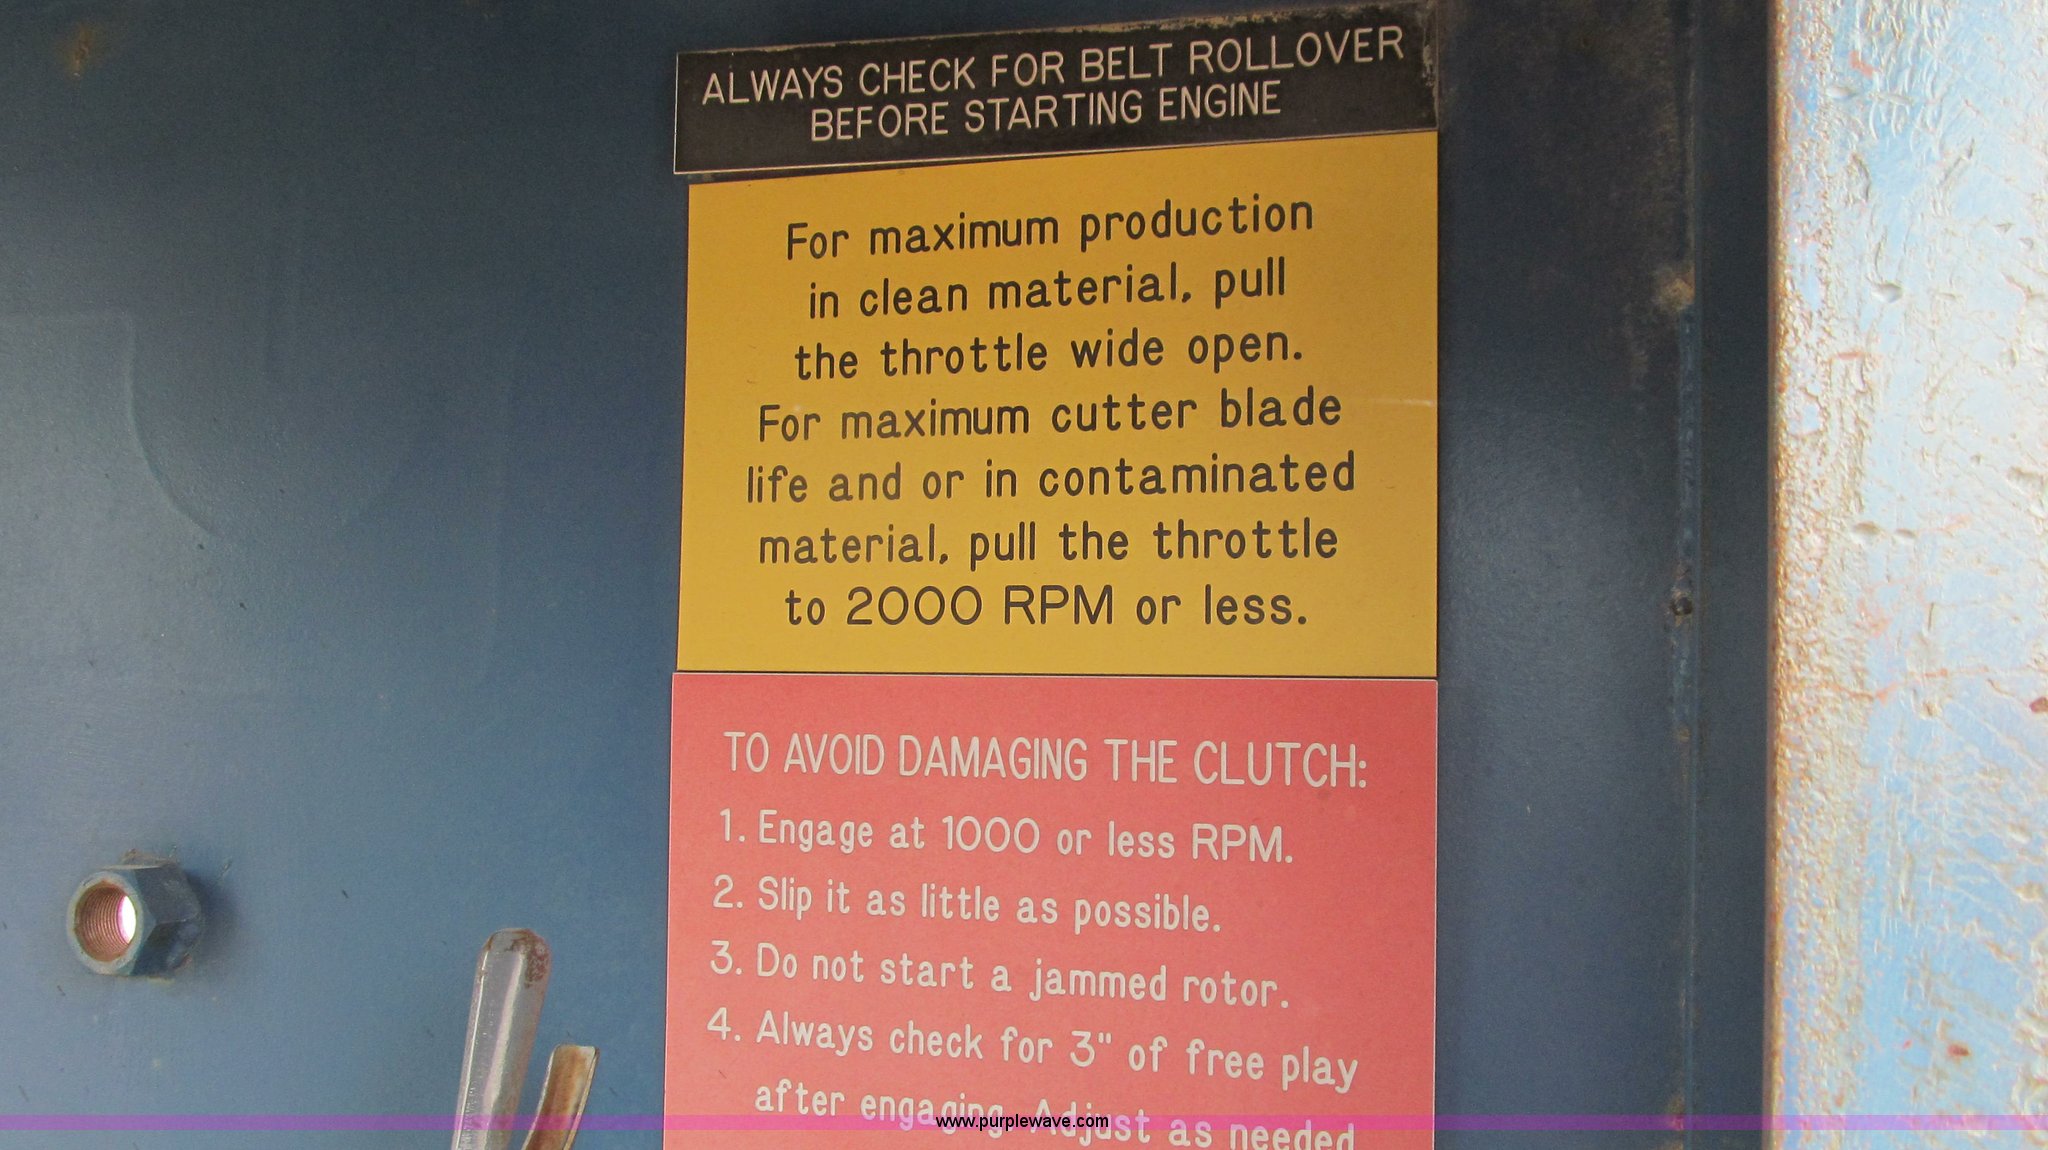 ALWAYS CHECK FOR BELT ROLLOVER
BEFORE STARTING ENGINE
For maximum production
in clean material, pull
the throttle wide open.
For maximum cutter blade
life and or in contaminated
material, pull the throttle
to 2000 RPM or less.
TO AVOID DAMAGING THE CLUTCH:
1. Engage at 1000 or less RPM.
2. Slip it as little as possible.
3. Do not start a jammed rotor.
4. Always check for 3" of free play
after engaging. Adjust as needed
www.purplewave.com